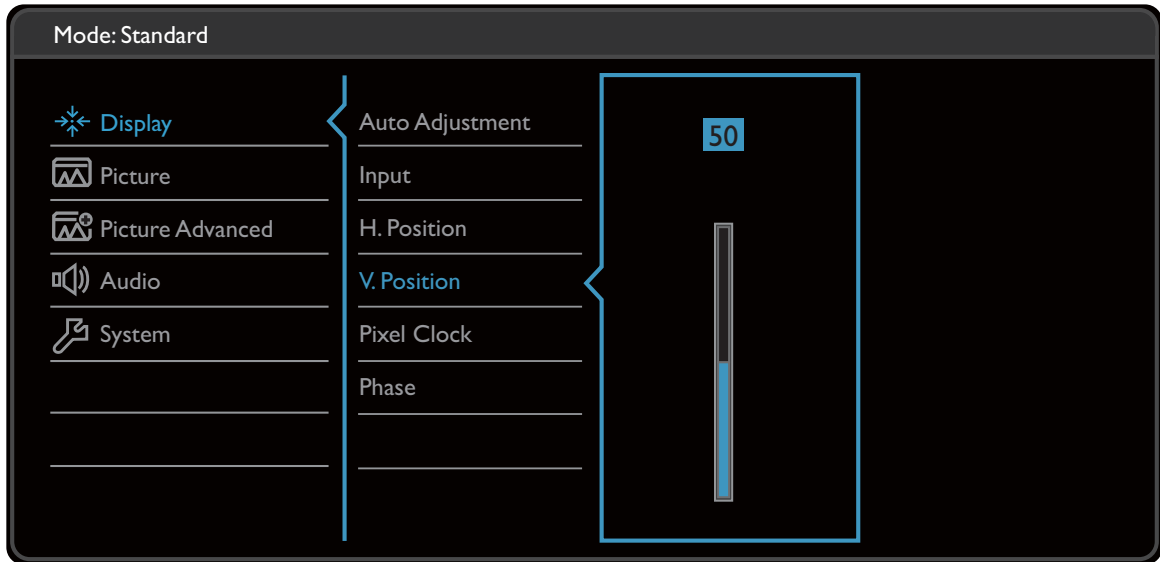 Mode: Standard
Display
Picture
Picture Advanced
Audio
System
Auto Adjustment
Input
H. Position
V. Position
Pixel Clock
Phase
50